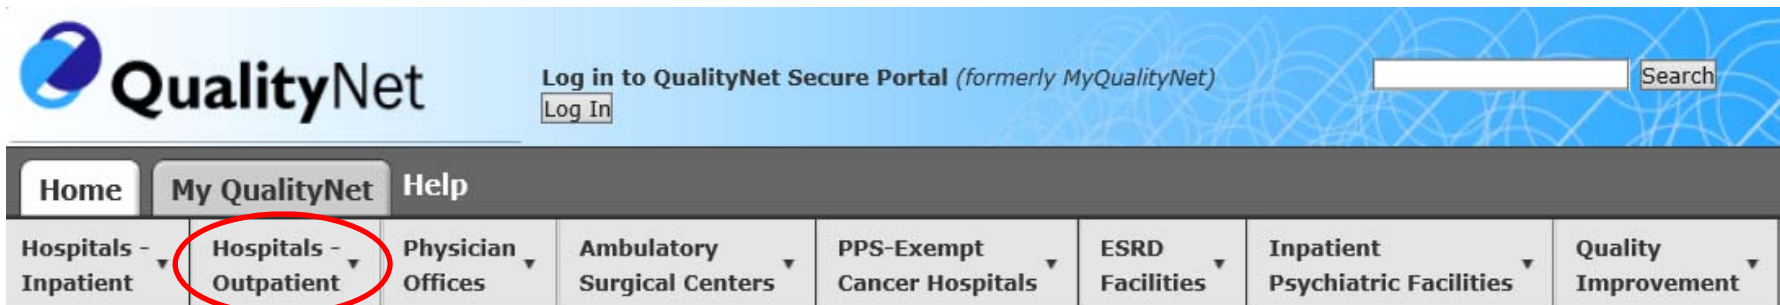 QualityNet
Log in to QualityNet Secure Portal (formerly MyQualityNet)
Log In
Search
Home My QualityNet Help
Hospitals - Inpatient
Hospitals - Outpatient
Physician Offices
Ambulatory Surgical Centers
PPS-Exempt Cancer Hospitals
ESRD Facilities
Inpatient Psychiatric Facilities
Quality Improvement